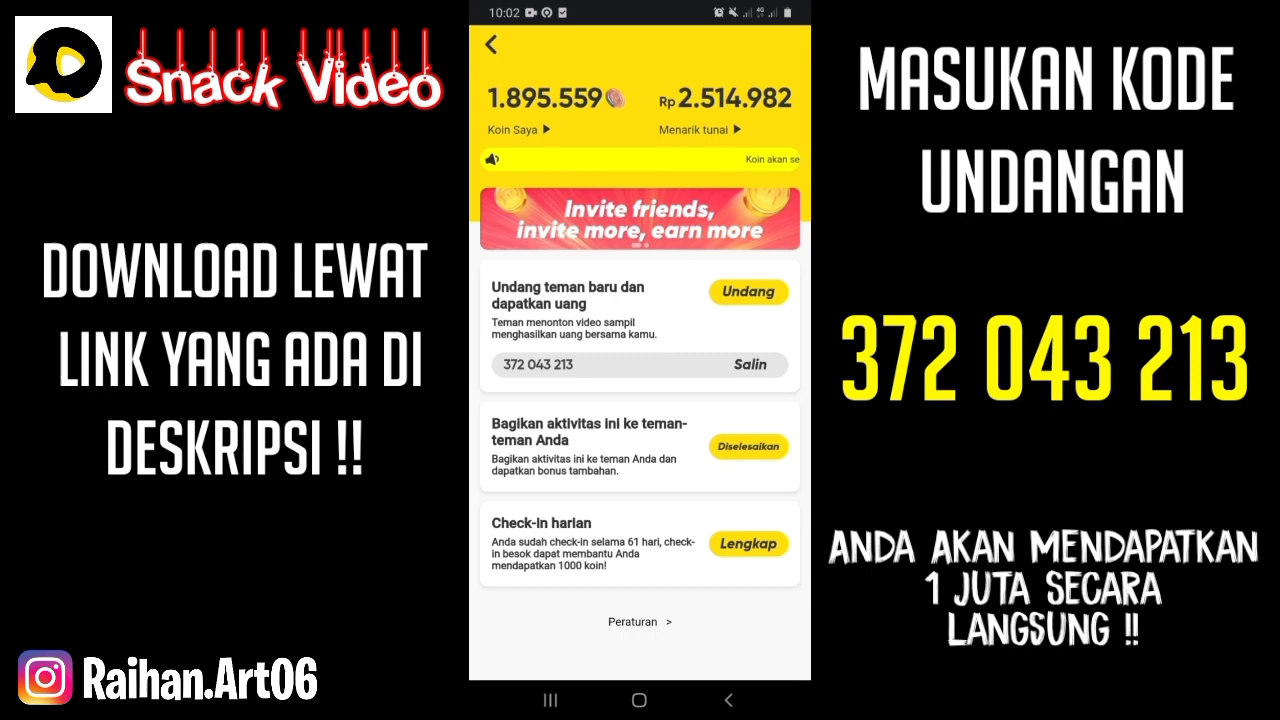 Snack Video
DOWNLOAD LEWAT
LINK YANG ADA DI
DESKRIPSI !!
Raihan.Art06
10:02
4G
1.895.559
Rp 2.514.982
Koin Saya
Menarik tunai
Koin akan se
Invite friends,
invite more, earn more
Undang teman baru dan
dapatkan uang
Undang
Teman menonton video sampil
menghasilkan uang bersama kamu.
372 043 213
Salin
Bagikan aktivitas ini ke teman-
teman Anda
Diselesaikan
Bagikan aktivitas ini ke teman Anda dan
dapatkan bonus tambahan.
Check-in harian
Anda sudah check-in selama 61 hari, check-
in besok dapat membantu Anda
mendapatkan 1000 koin!
Lengkap
Peraturan >
MASUKAN KODE
UNDANGAN
372 043 213
ANDA AKAN MENDAPATKAN
1 JUTA SECARA
LANGSUNG !!